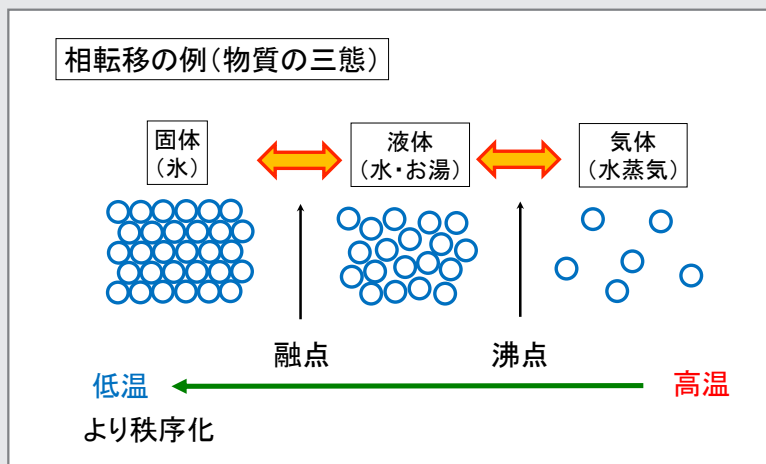 相転移の例(物質の三態)
固体
(氷)
液体
(水・お湯)
気体
(水蒸気)
融点
沸点
低温
高温
より秩序化